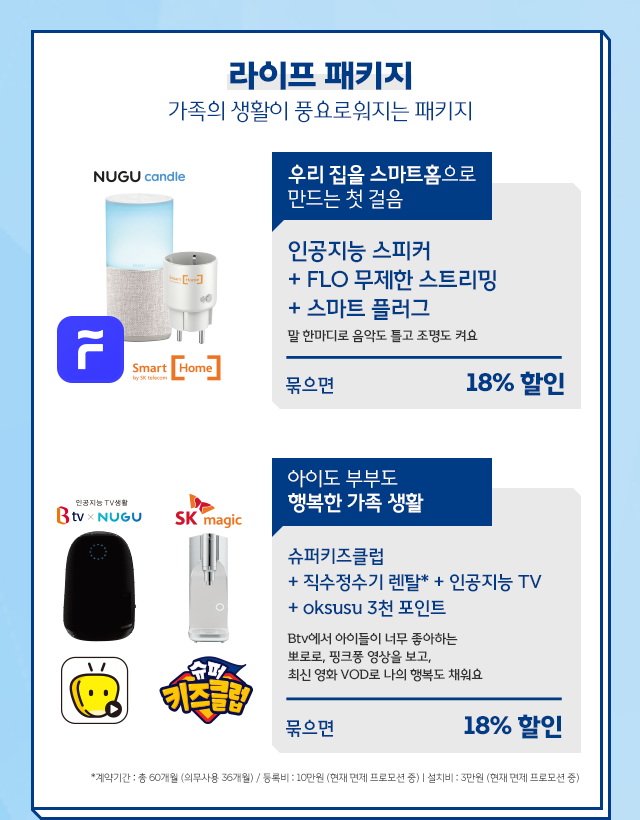 라이프 패키지
가족의 생활이 풍요로워지는 패키지
NUGU candle
우리 집을 스마트홈으로
만드는 첫 걸음
인공지능 스피커
+ FLO 무제한 스트리밍
+ 스마트 플러그
말 한마디로 음악도 틀고 조명도 켜요
Smart [Home]
F
Smart [Home]
by SK telecom
묶으면 18% 할인
아이도 부부도
행복한 가족 생활
인공지능 TV생활
B tv × NUGU
SK magic
슈퍼키즈클럽
+ 직수정수기 렌탈* + 인공지능 TV
+ oksusu 3천 포인트
Btv에서 아이들이 너무 좋아하는
뽀로로, 핑크퐁 영상을 보고,
최신 영화 VOD로 나의 행복도 채워요
슈퍼
키즈클럽
묶으면 18% 할인
*계약기간 : 총 60개월 (의무사용 36개월) / 등록비 : 10만원 (현재 면제 프로모션 중) | 설치비 : 3만원 (현재 면제 프로모션 중)